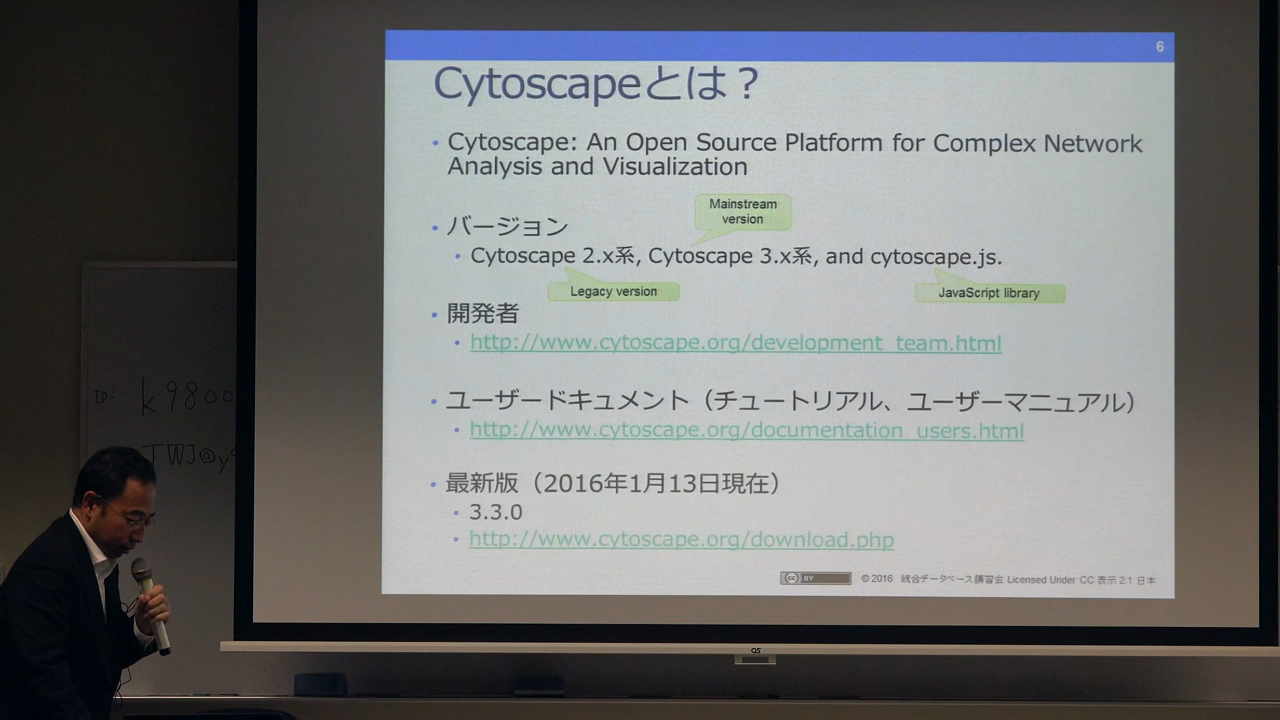 6
Cytoscapeとは？
• Cytoscape: An Open Source Platform for Complex Network
Analysis and Visualization
Mainstream
version
• バージョン
• Cytoscape 2.x系, Cytoscape 3.x系, and cytoscape.js.
Legacy version
JavaScript library
• 開発者
• http://www.cytoscape.org/development_team.html
• ユーザードキュメント（チュートリアル、ユーザーマニュアル）
• http://www.cytoscape.org/documentation_users.html
• 最新版（2016年1月13日現在）
• 3.3.0
• http://www.cytoscape.org/download.php
cc BY
© 2016 統合データベース講習会 Licensed Under CC 表示 2.1 日本
ID: k9800
TWJ@y
OS